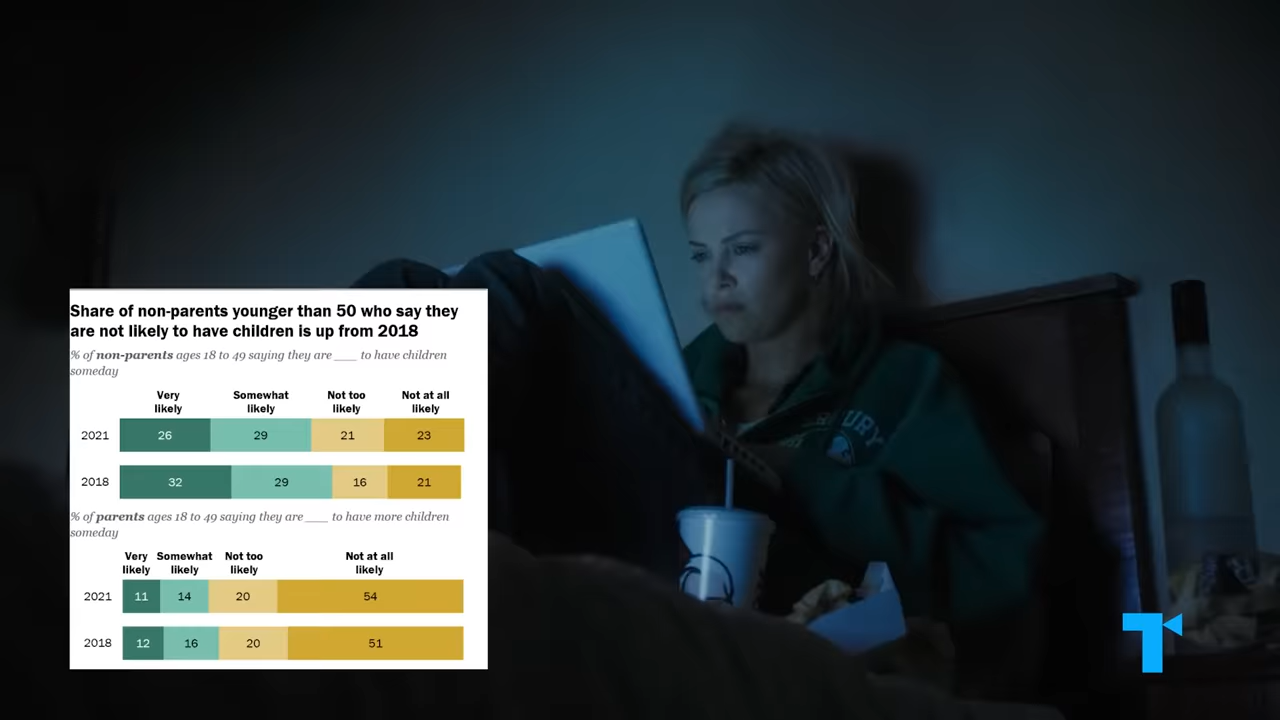 Share of non-parents younger than 50 who say they
are not likely to have children is up from 2018
% of non-parents ages 18 to 49 saying they are ___ to have children
someday
Very likely Somewhat likely Not too likely Not at all likely
2021 26 29 21 23
2018 32 29 16 21
% of parents ages 18 to 49 saying they are ___ to have more children
someday
Very likely Somewhat likely Not too likely Not at all likely
2021 11 14 20 54
2018 12 16 20 51